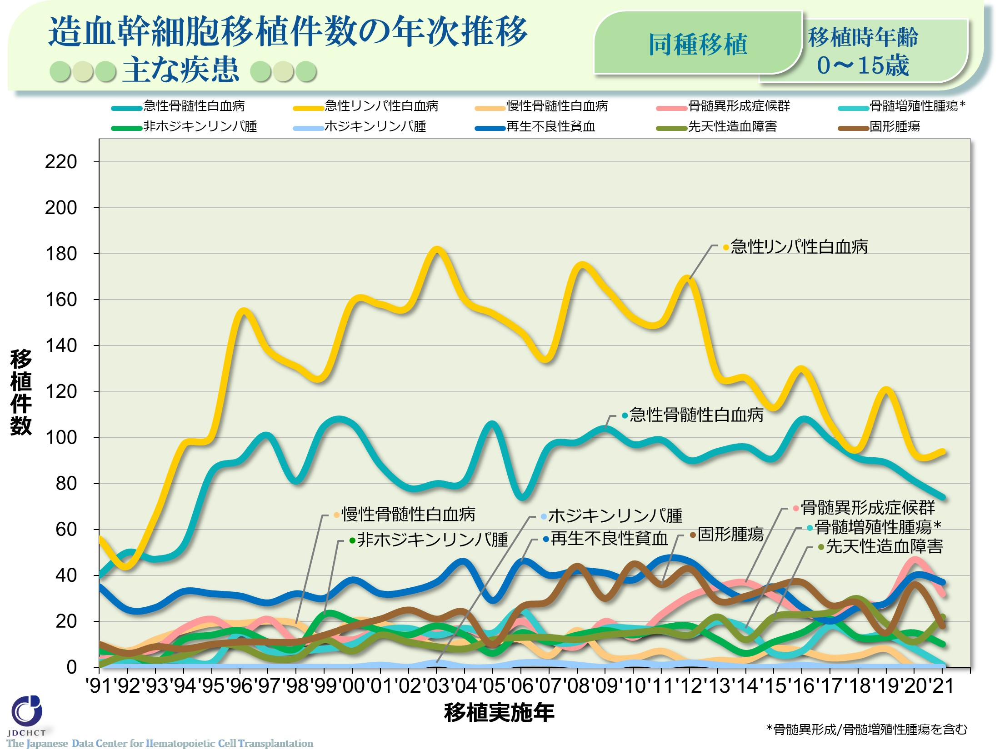 造血幹細胞移植件数の年次推移
主な疾患
同種移植
移植時年齢
0～15歳
急性骨髄性白血病
急性リンパ性白血病
慢性骨髄性白血病
骨髄異形成症候群
骨髄増殖性腫瘍*
非ホジキンリンパ腫
ホジキンリンパ腫
再生不良性貧血
先天性造血障害
固形腫瘍
移植件数
220
200
180
160
140
120
100
80
60
40
20
0
急性リンパ性白血病
急性骨髄性白血病
慢性骨髄性白血病
非ホジキンリンパ腫
ホジキンリンパ腫
再生不良性貧血
固形腫瘍
骨髄異形成症候群
骨髄増殖性腫瘍*
先天性造血障害
'91 '92 '93 '94 '95 '96 '97 '98 '99 '00 '01 '02 '03 '04 '05 '06 '07 '08 '09 '10 '11 '12 '13 '14 '15 '16 '17 '18 '19 '20 '21
移植実施年
*骨髄異形成/骨髄増殖性腫瘍を含む
JDCHCT
The Japanese Data Center for Hematopoietic Cell Transplantation